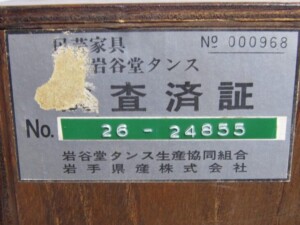 民芸家具 Nº 000968
岩谷堂タンス
査済証
No. 26-24855
岩谷堂タンス生産協同組合
岩手県産株式会社